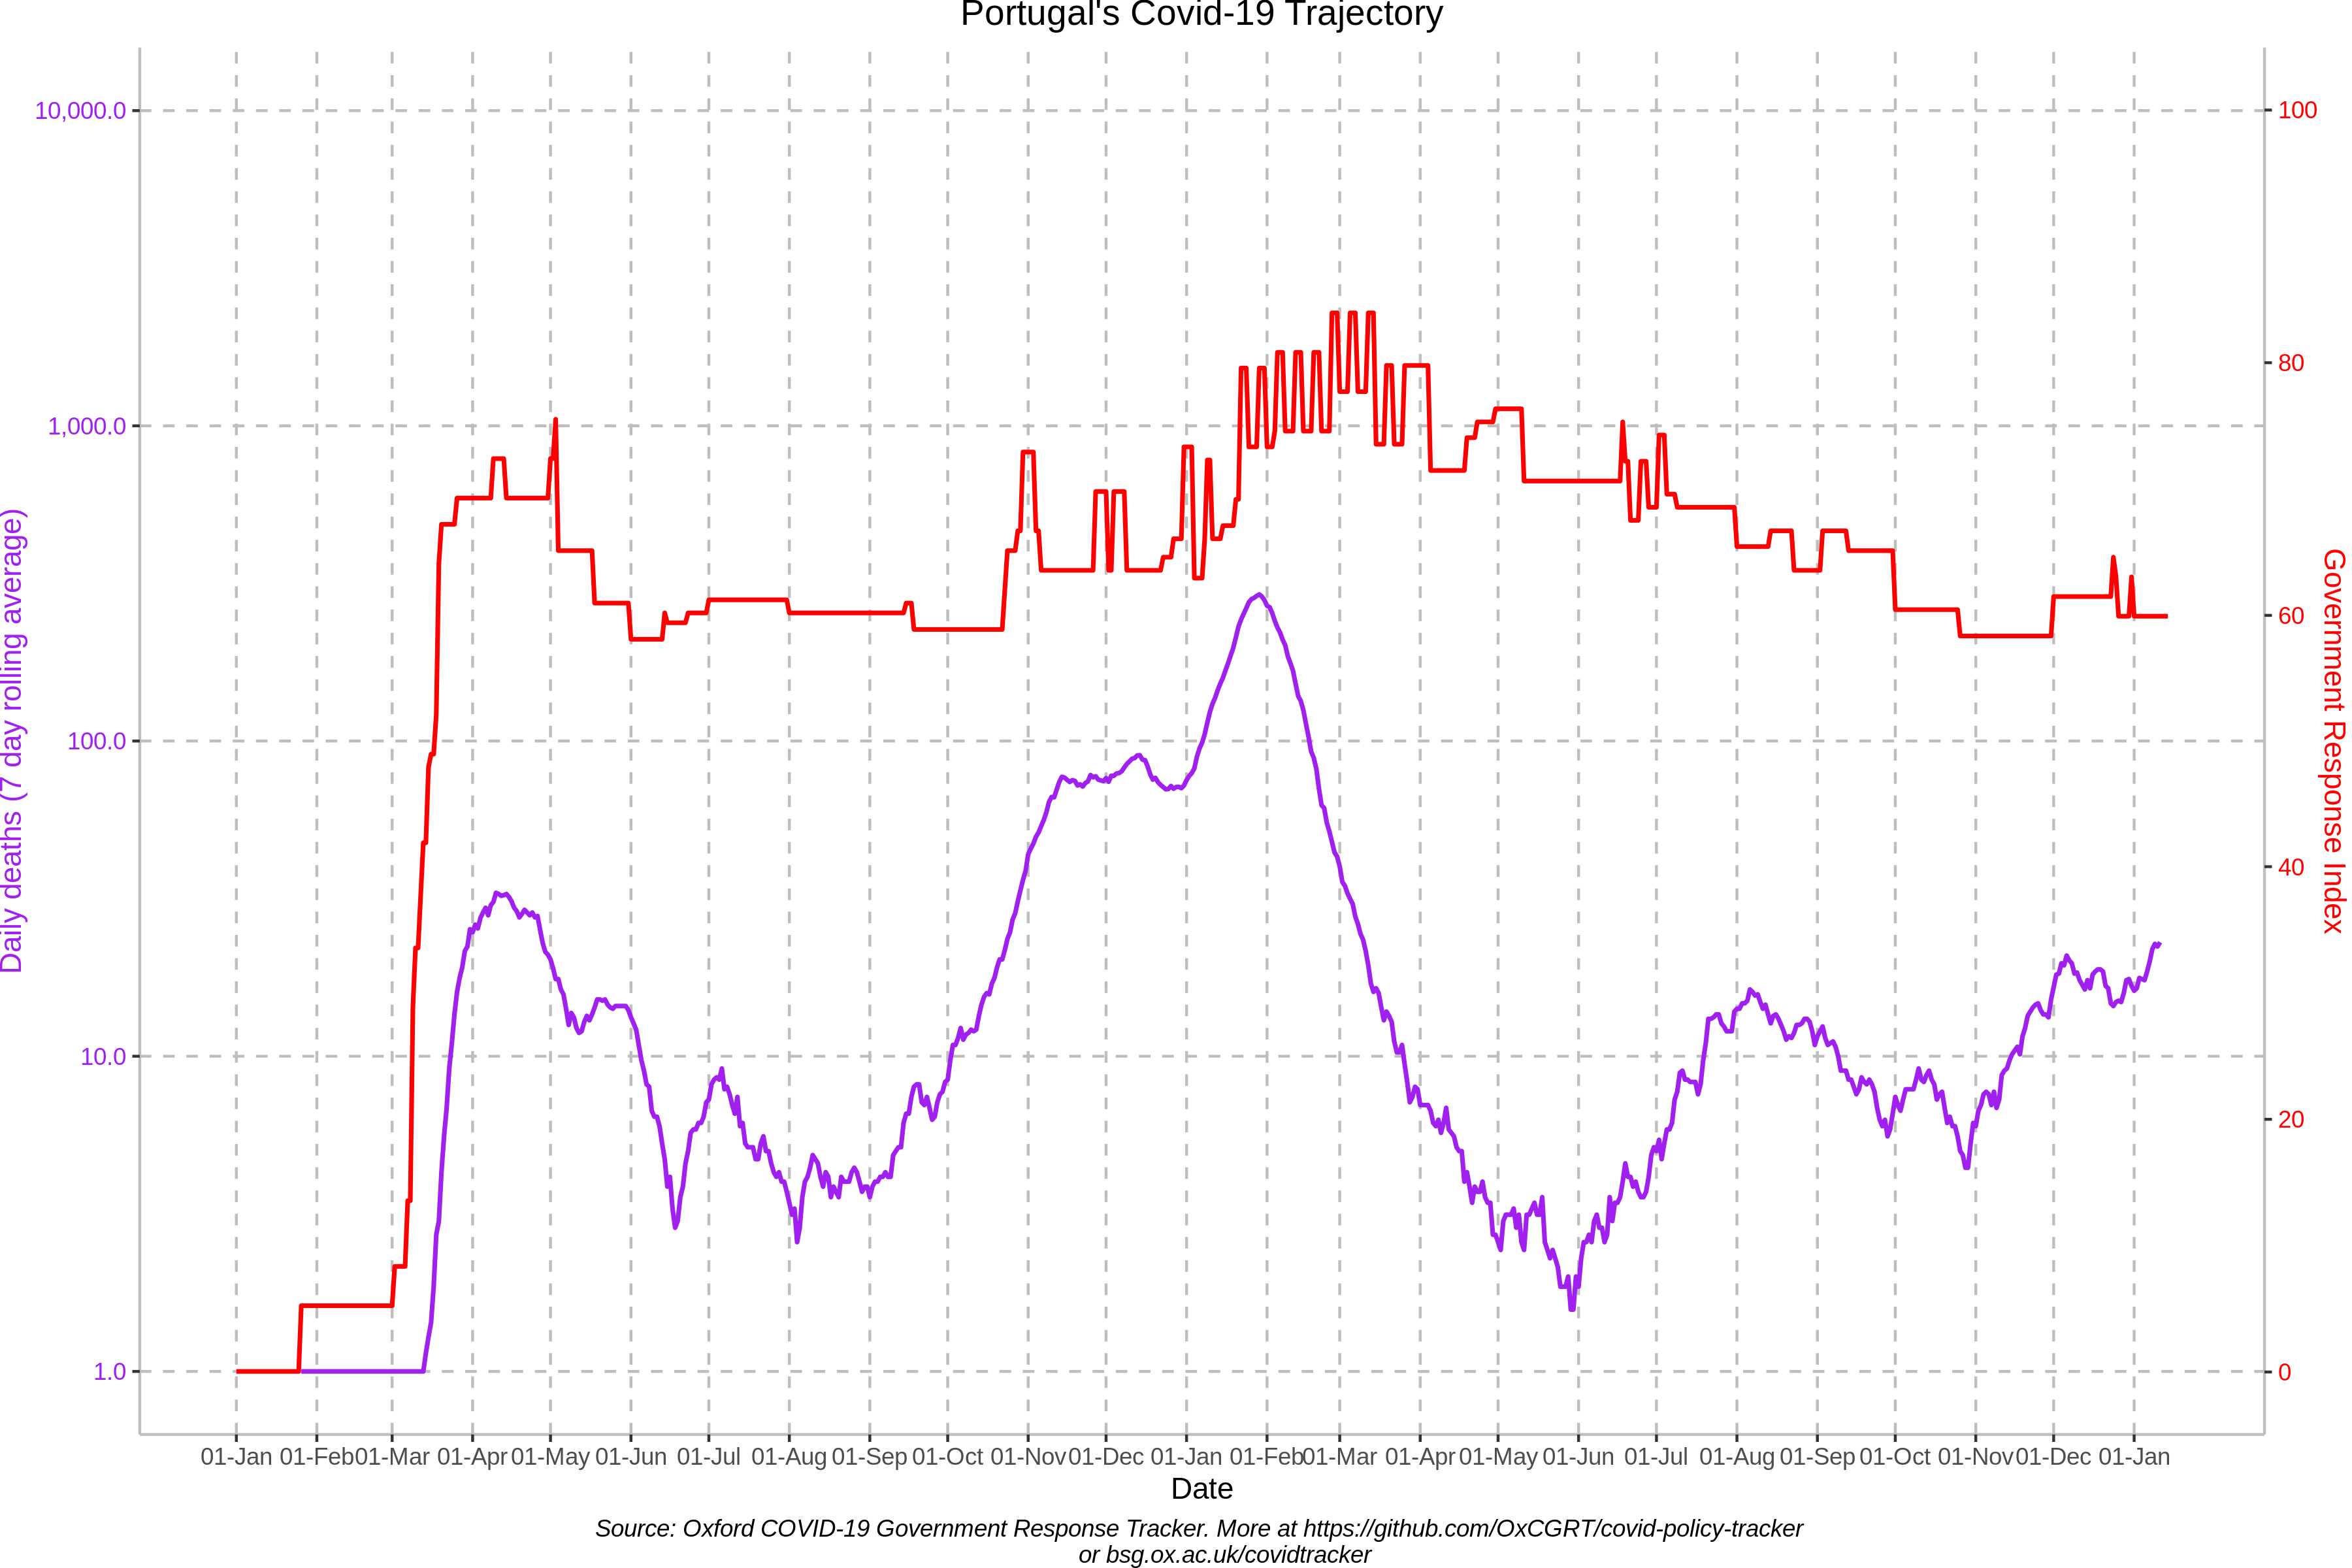 Portugal's Covid-19 Trajectory
10,000.0
1,000.0
100.0
10.0
1.0
Daily deaths (7 day rolling average)
100
80
60
40
20
0
Government Response Index
01-Jan 01-Feb 01-Mar 01-Apr 01-May 01-Jun 01-Jul 01-Aug 01-Sep 01-Oct 01-Nov 01-Dec 01-Jan 01-Feb 01-Mar 01-Apr 01-May 01-Jun 01-Jul 01-Aug 01-Sep 01-Oct 01-Nov 01-Dec 01-Jan
Date
Source: Oxford COVID-19 Government Response Tracker. More at https://github.com/OxCGRT/covid-policy-tracker
or bsg.ox.ac.uk/covidtracker